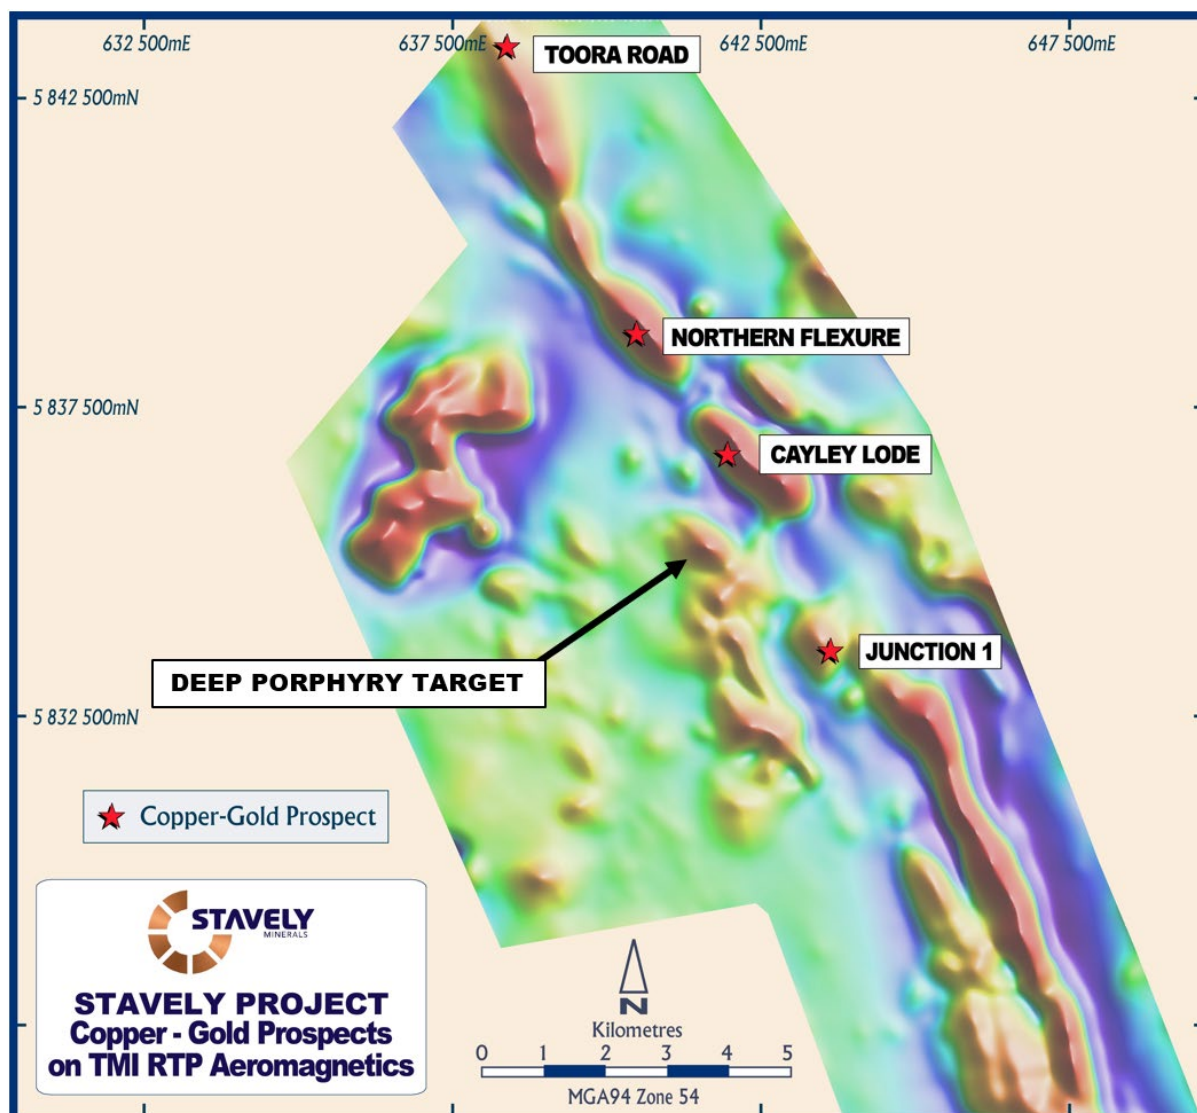 632 500mE
637 500mE
642 500mE
647 500mE
TOORA ROAD
5 842 500mN
NORTHERN FLEXURE
5 837 500mN
CAYLEY LODE
JUNCTION 1
DEEP PORPHYRY TARGET
5 832 500mN
Copper-Gold Prospect
STAVELY
MINERALS
STAVELY PROJECT
Copper - Gold Prospects
on TMI RTP Aeromagnetics
N
Kilometres
0 1 2 3 4 5
MGA94 Zone 54